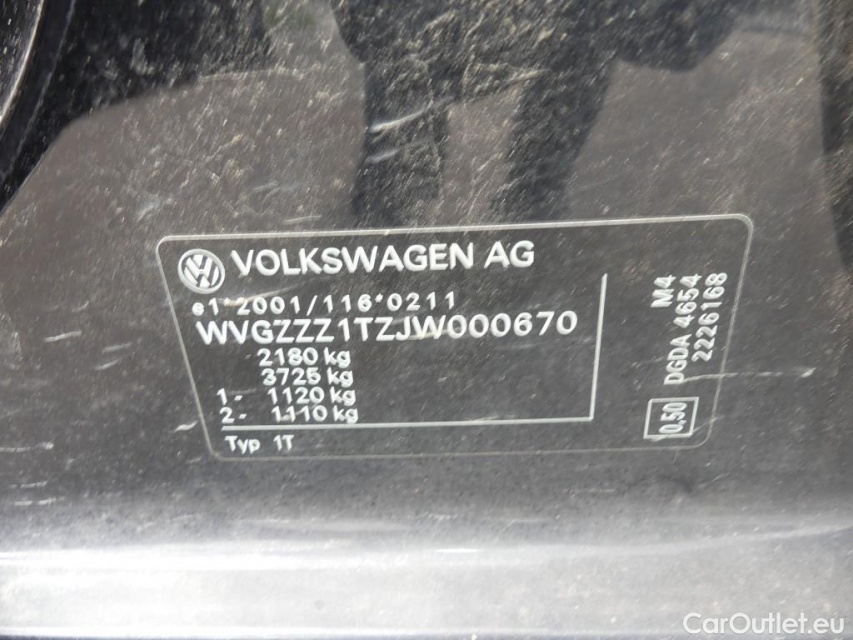 VOLKSWAGEN AG
e1*2001/116*0211
WVGZZZ1TZJW000670
2180 kg
3725 kg
1- 1120 kg
2- 1110 kg
Typ 1T
M4
DGDA 4654
2226168
0,50
CarOutlet.eu